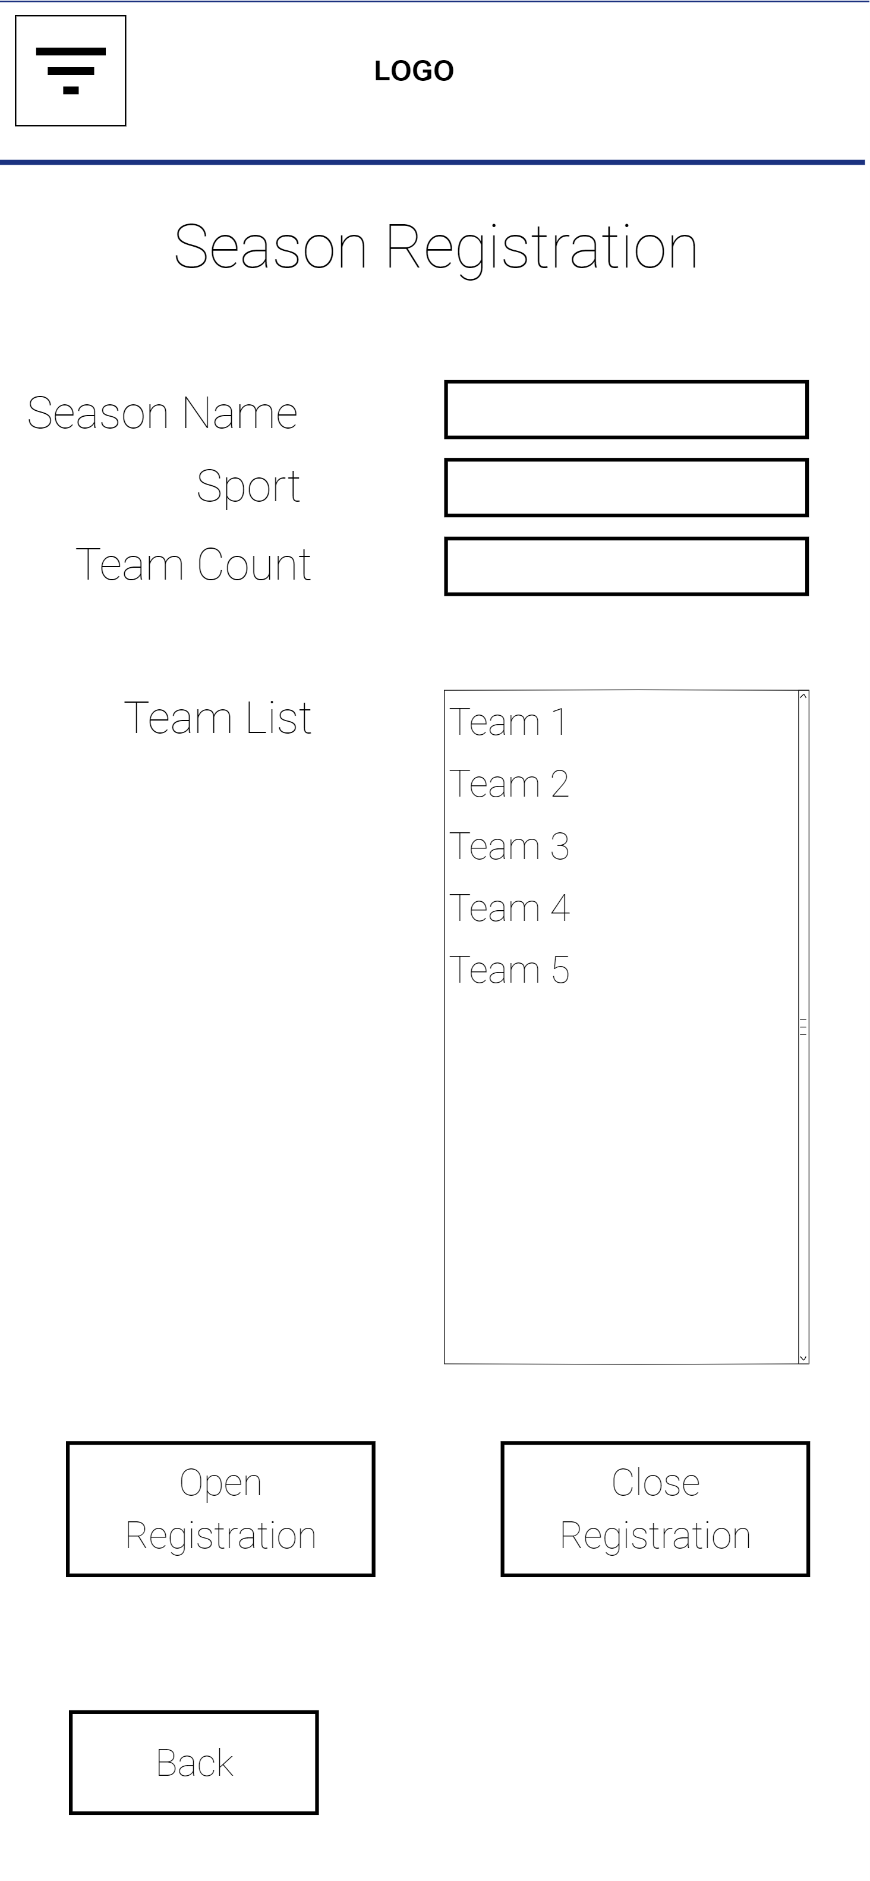 LOGO
Season Registration
Season Name
Sport
Team Count
Team List
Team 1
Team 2
Team 3
Team 4
Team 5
Open
Registration
Close
Registration
Back